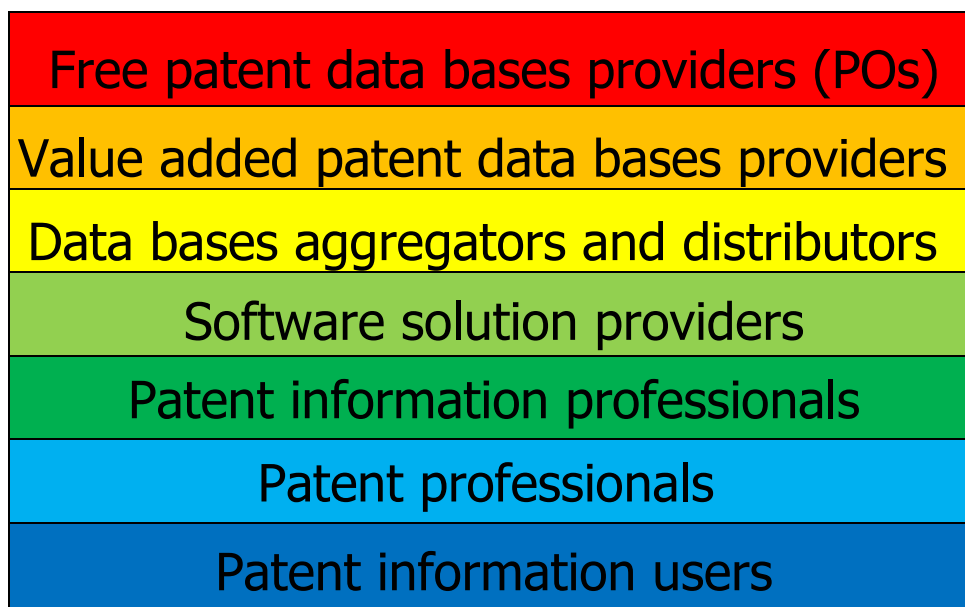 Free patent data bases providers (POs)
Value added patent data bases providers
Data bases aggregators and distributors
Software solution providers
Patent information professionals
Patent professionals
Patent information users